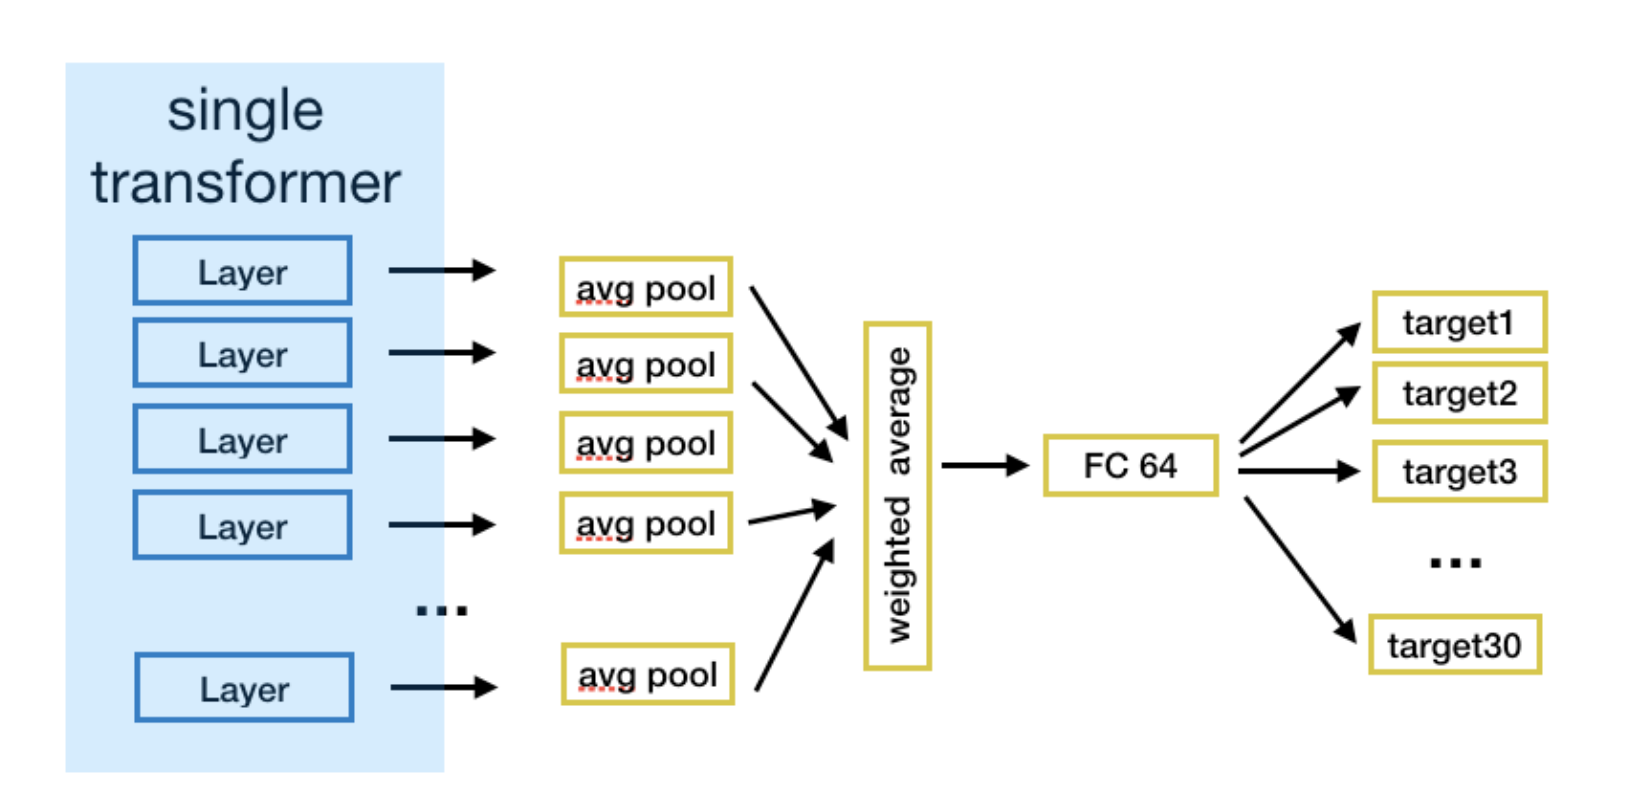 single
transformer
Layer
Layer
Layer
Layer
...
Layer
avg pool
avg pool
avg pool
avg pool
avg pool
weighted average
FC 64
target1
target2
target3
...
target30